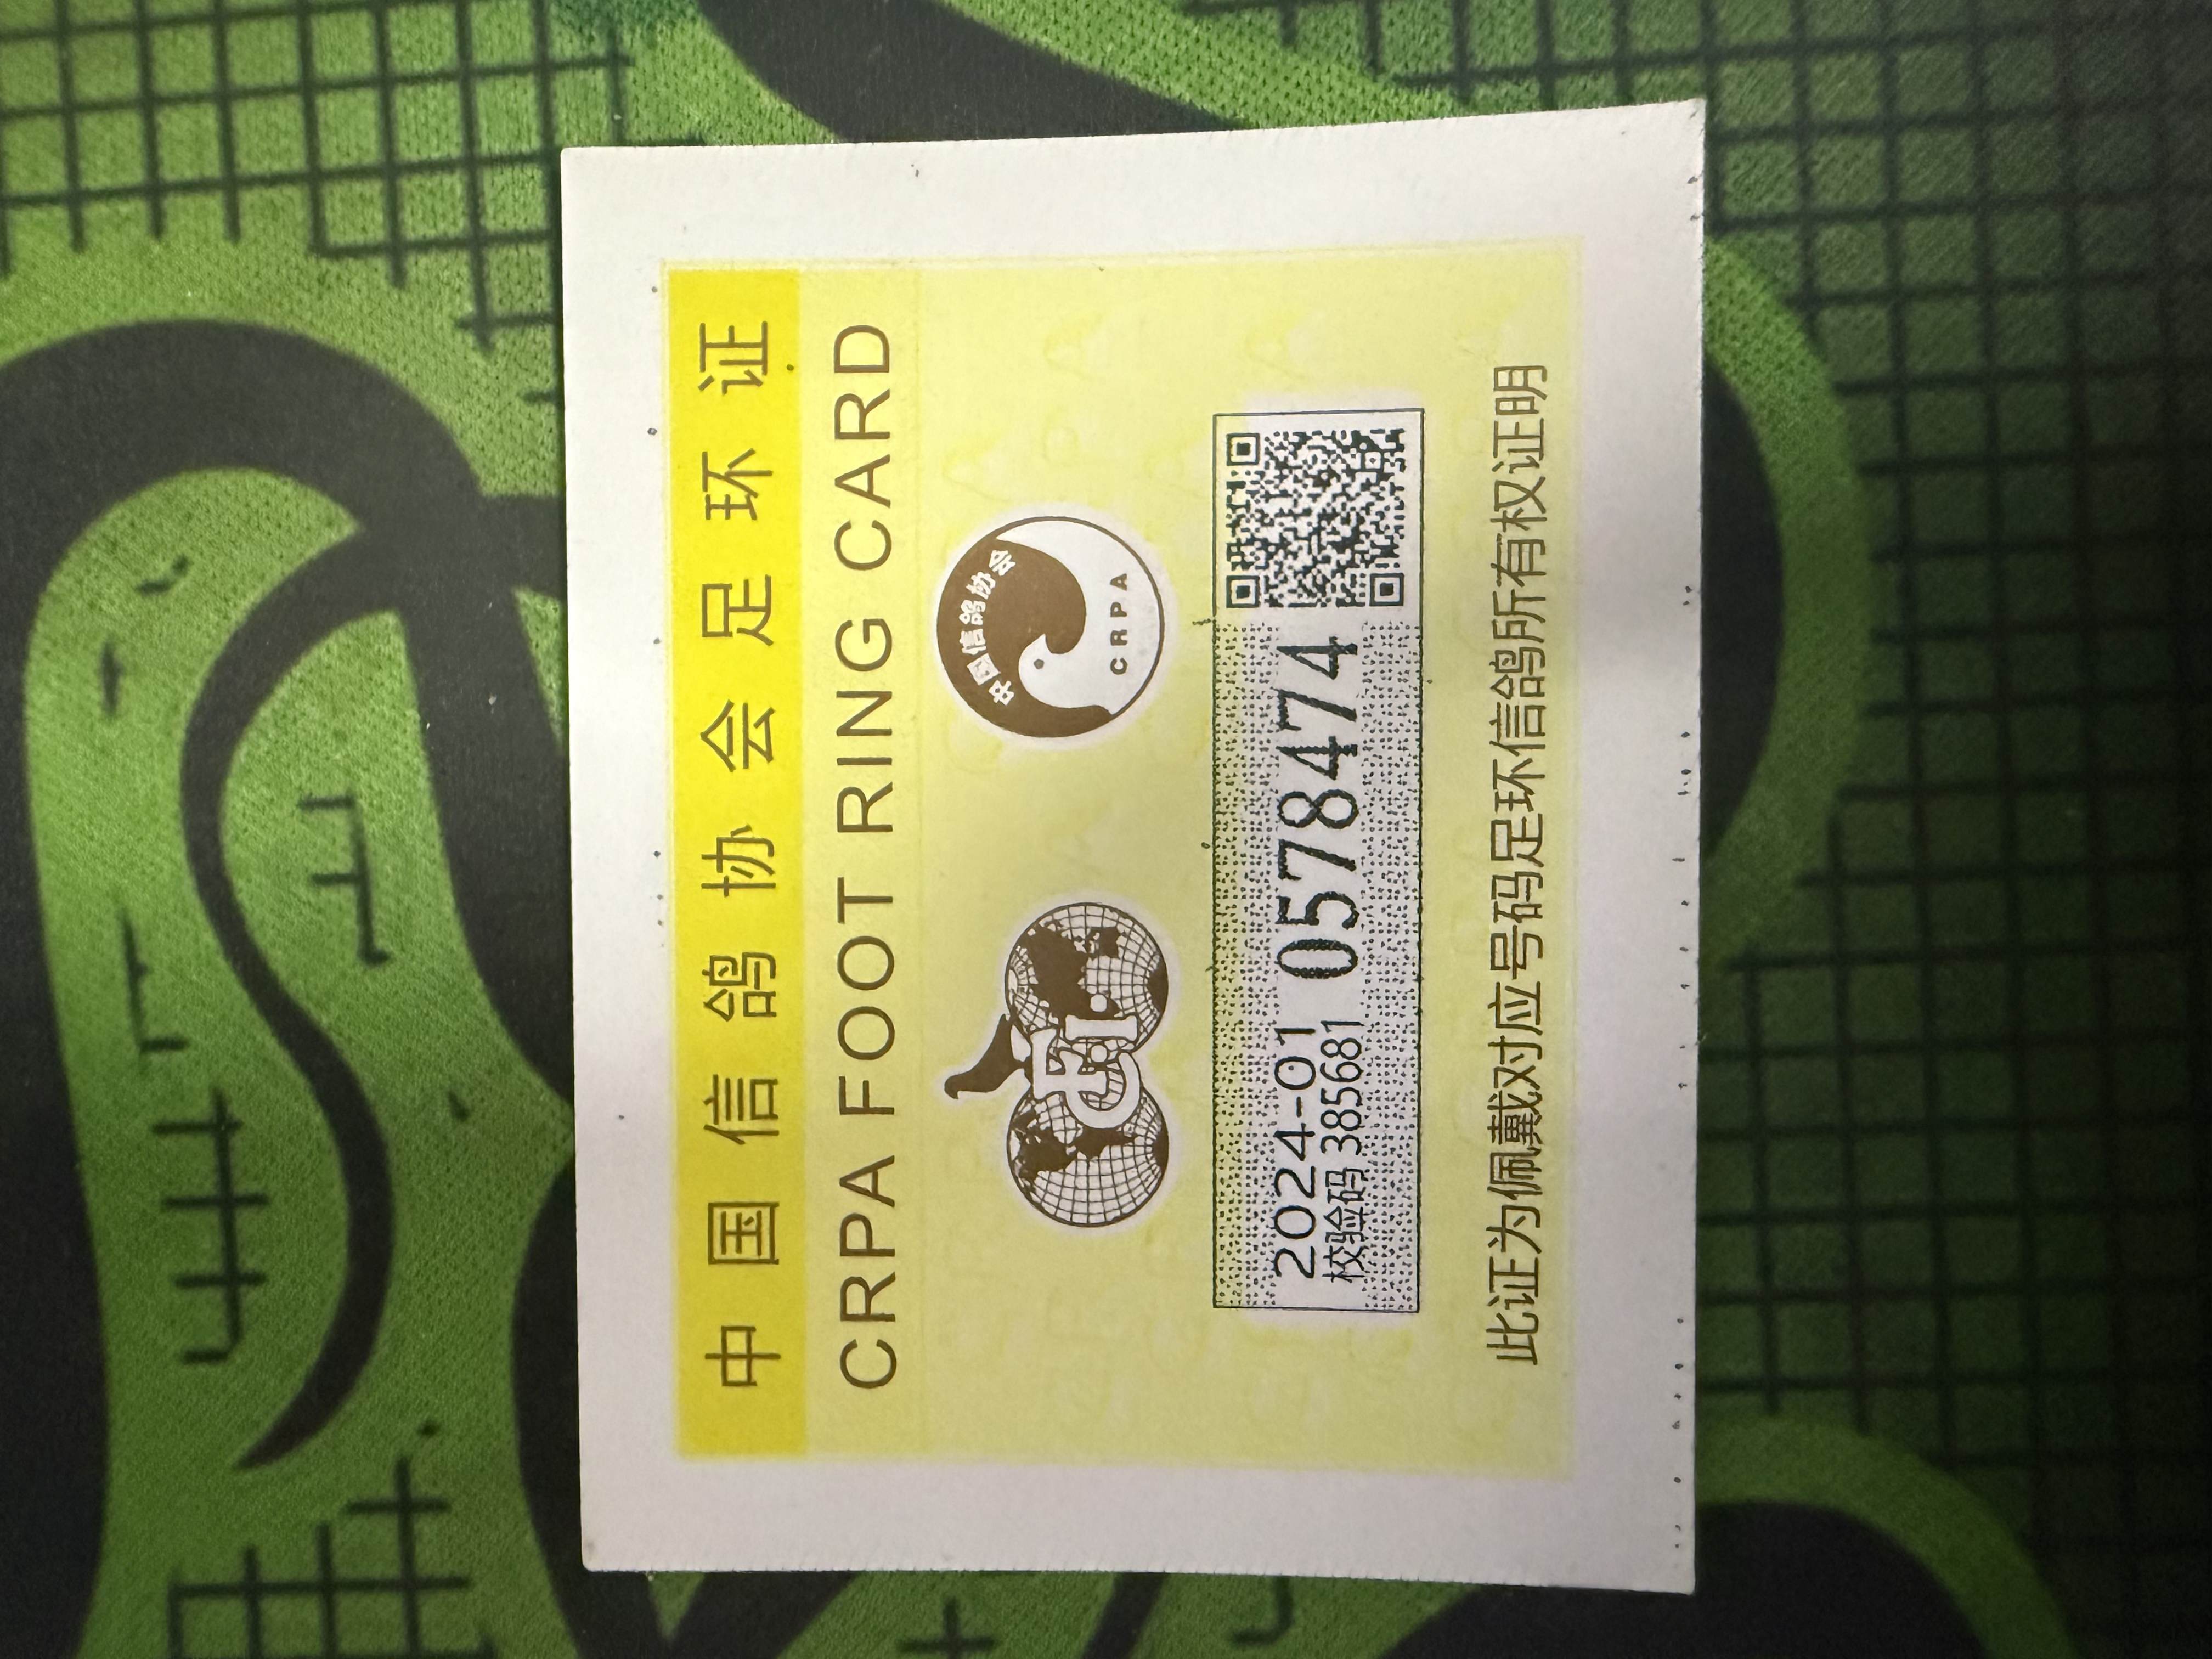 中国信鸽协会足环证
CRPA FOOT RING CARD
FCI
中国信鸽协会
CRPA
2024-01 0578474
校验码 385681
此证为佩戴对应号码足环信鸽所有权证明